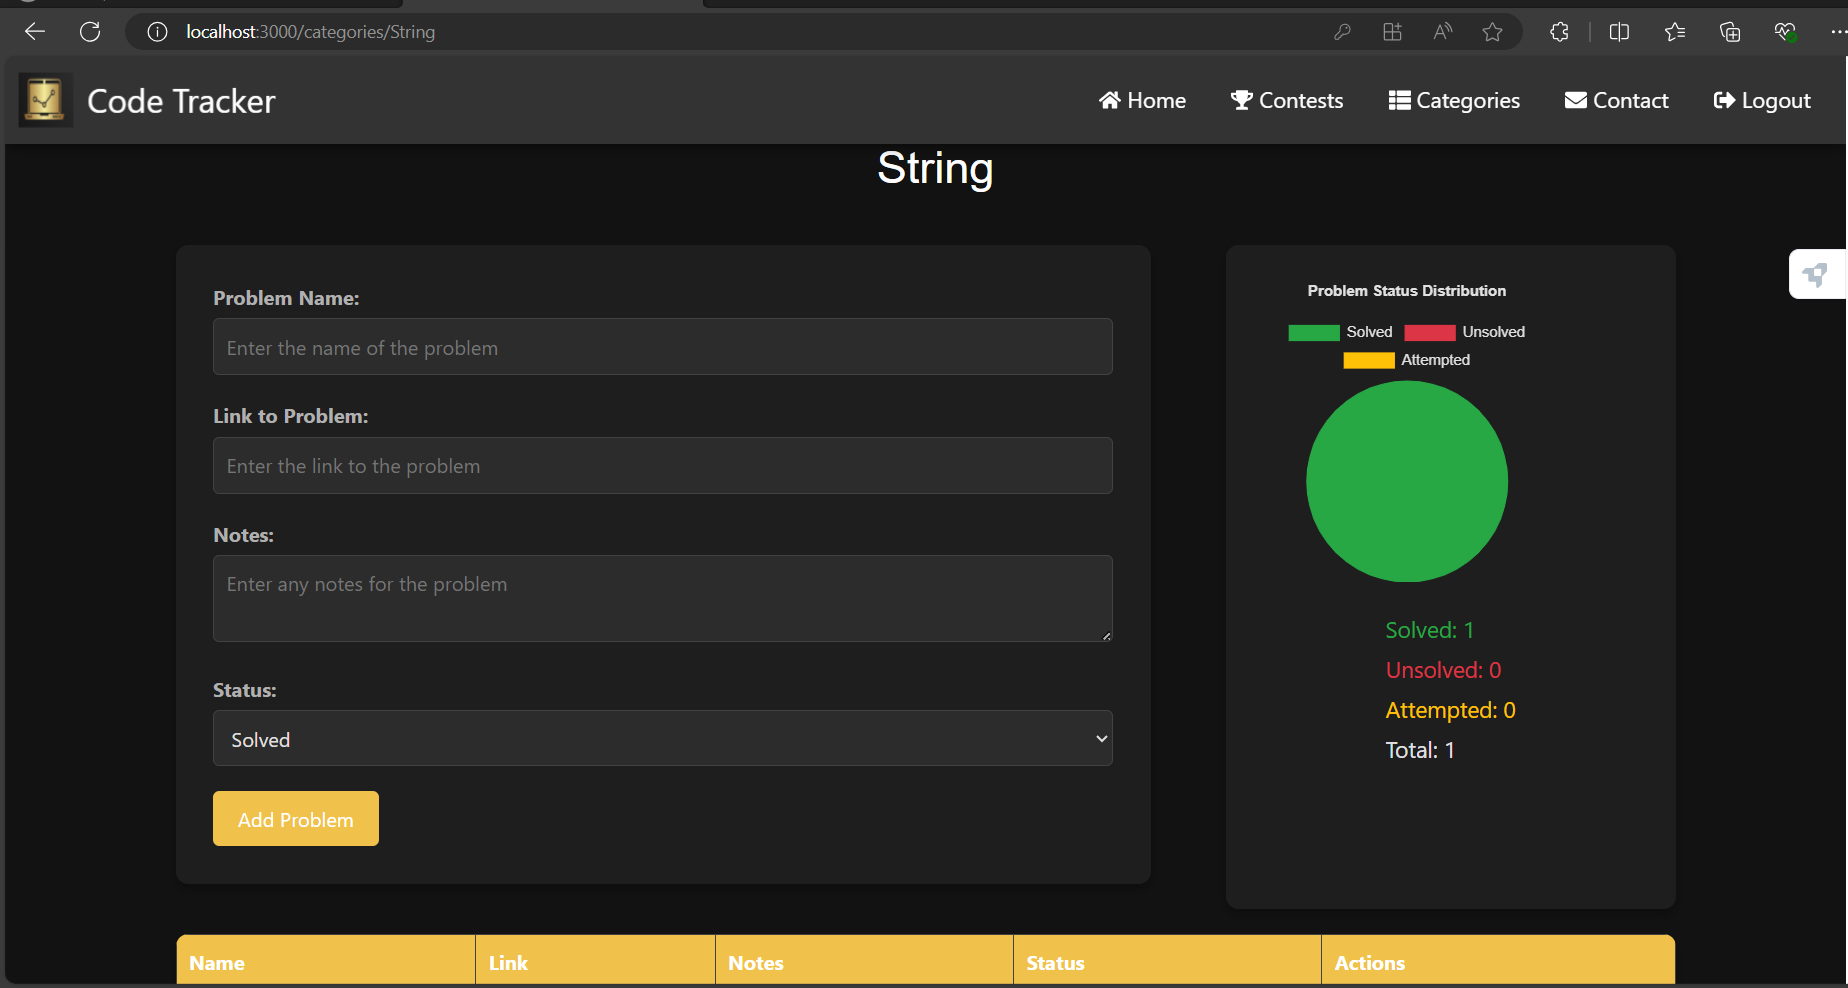 localhost:3000/categories/String
Code Tracker
Home Contests Categories Contact Logout
String
Problem Name:
Enter the name of the problem
Link to Problem:
Enter the link to the problem
Notes:
Enter any notes for the problem
Status:
Solved
Add Problem
Problem Status Distribution
Solved Unsolved
Attempted
Solved: 1
Unsolved: 0
Attempted: 0
Total: 1
Name Link Notes Status Actions